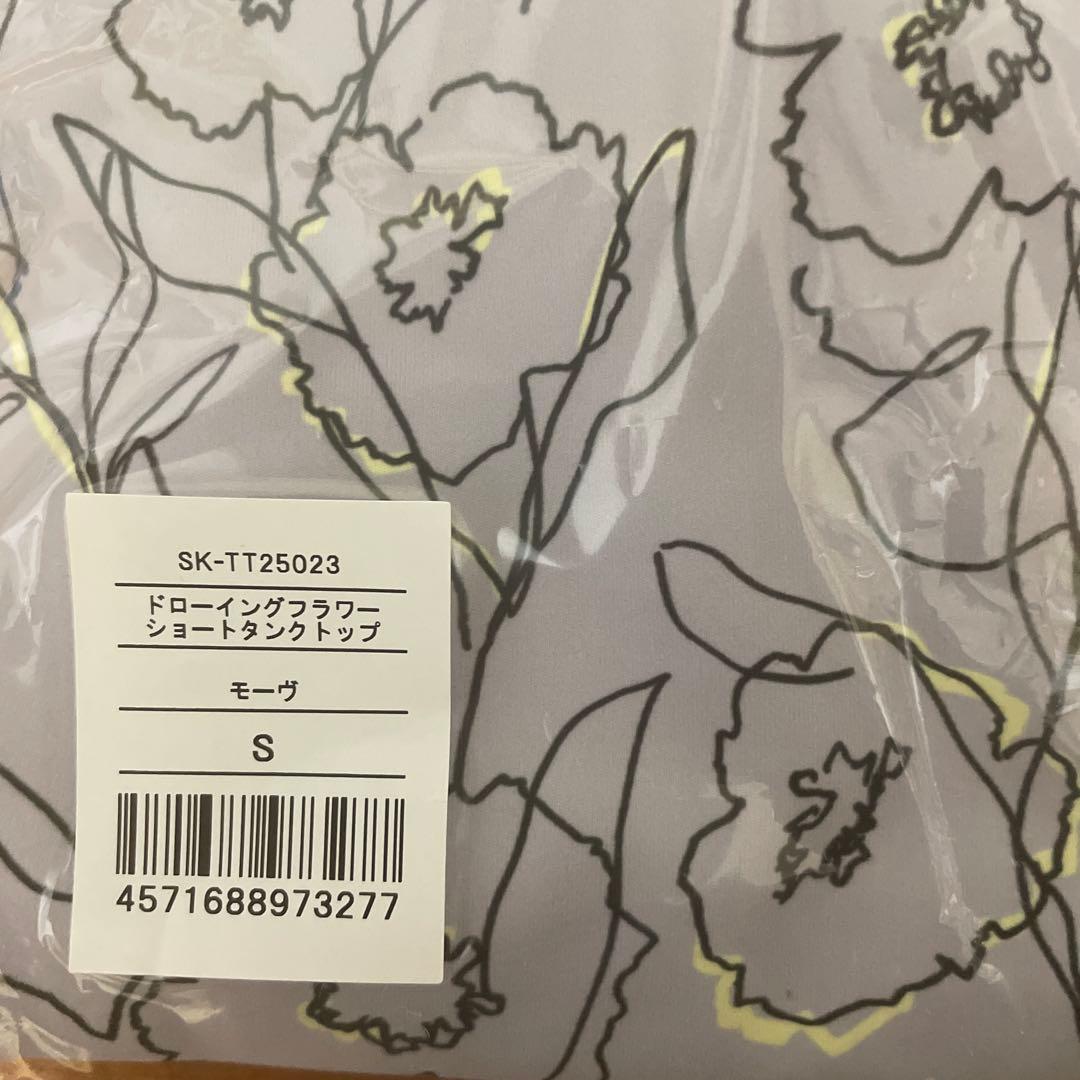 SK-TT25023
ドローイングフラワー
ショートタンクトップ
モーヴ
S
4571688973277